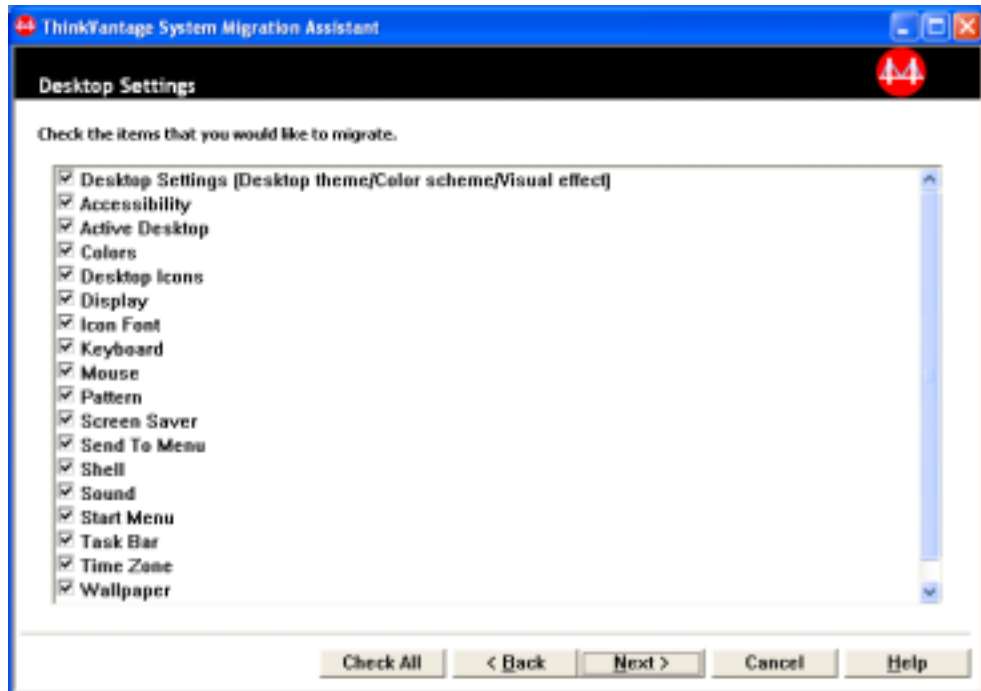 ThinkVantage System Migration Assistant
Desktop Settings
Check the items that you would like to migrate.
Desktop Settings (Desktop theme/Color scheme/Visual effect)
Accessibility
Active Desktop
Colors
Desktop Icons
Display
Icon Font
Keyboard
Mouse
Pattern
Screen Saver
Send To Menu
Shell
Sound
Start Menu
Task Bar
Time Zone
Wallpaper
Check All < Back Next > Cancel Help